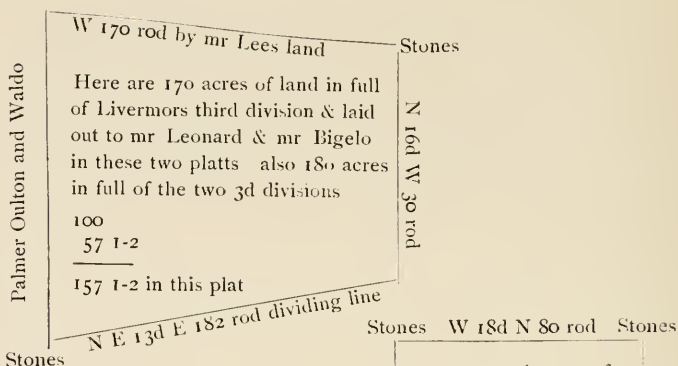 W 170 rod by mr Lees land
Stones
Palmer Oulton and Waldo
Here are 170 acres of land in full
of Livermors third division & laid
out to mr Leonard & mr Bigelo
in these two platts also 180 acres
in full of the two 3d divisions
100
57 1-2
157 1-2 in this plat
N 16d W 30 rod
N E 13d E 182 rod dividing line
Stones
Stones W 18d N 80 rod Stones